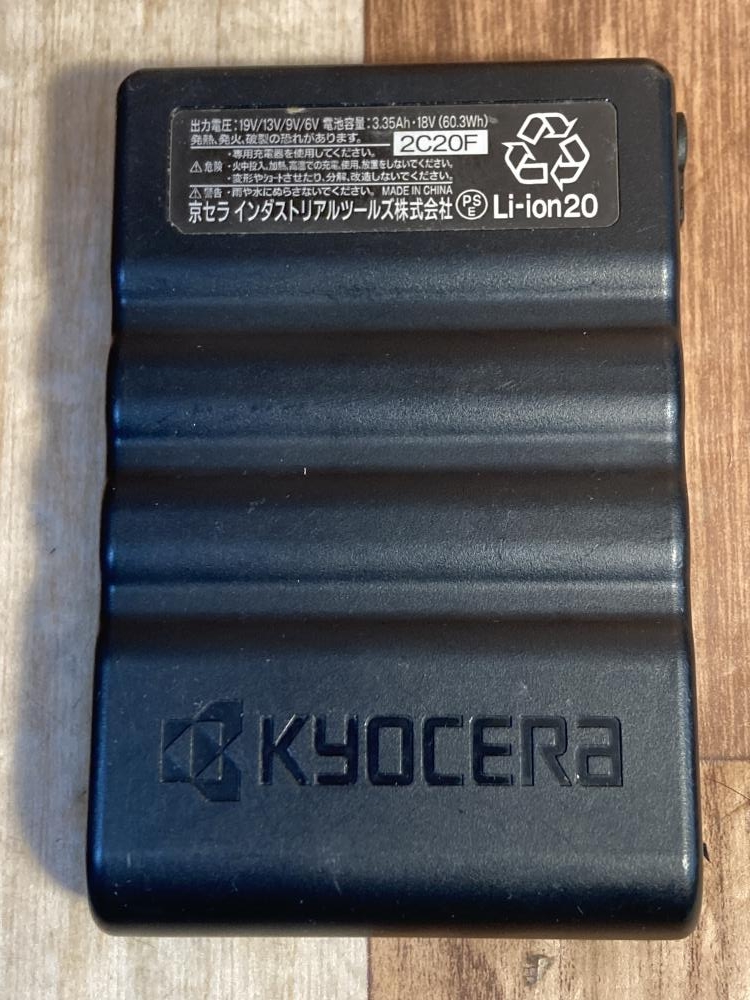 出力電圧：19V/13V/9V/6V 電池容量：3.35Ah・18V (60.3Wh)
発熱、発火、破裂の恐れがあります。
2C20F
・専用充電器を使用してください。
⚠危険・火中投入、加熱、高温での充電、使用、放置をしないでください。
・変形やショートさせたり、分解、改造しないでください。
⚠警告・雨や水にぬらさないでください。 MADE IN CHINA
京セラ インダストリアルツールズ株式会社 PSE Li-ion20
KYOCERA